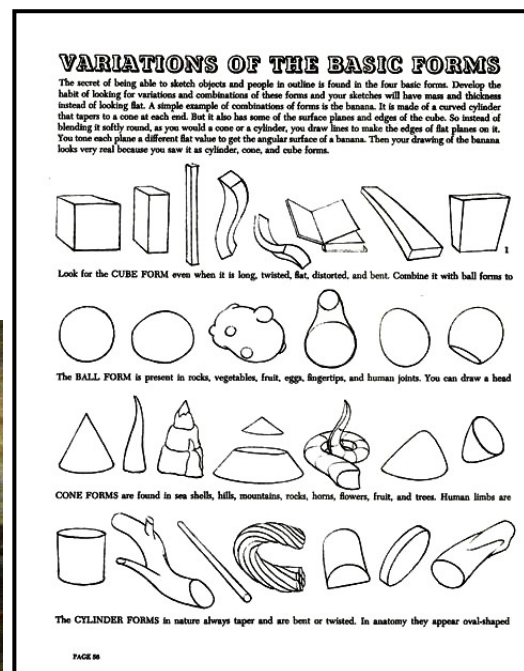 VARIATIONS OF THE BASIC FORMS
The secret of being able to sketch objects and people in outline is found in the four basic forms. Develop the
habit of looking for variations and combinations of these forms and your sketches will have mass and thickness
instead of looking flat. A simple example of combinations of forms is the banana. It is made of a curved cylinder
that tapers to a cone at each end. But it also has some of the surface planes and edges of the cube. So instead of
blending it softly round, as you would a cone or a cylinder, you draw lines to make the edges of flat planes on it.
You tone each plane a different flat value to get the angular surface of a banana. Then your drawing of the banana
looks very real because you saw it as cylinder, cone, and cube forms.
1
Look for the CUBE FORM even when it is long, twisted, flat, distorted, and bent. Combine it with ball forms to
The BALL FORM is present in rocks, vegetables, fruit, eggs, fingertips, and human joints. You can draw a head
CONE FORMS are found in sea shells, hills, mountains, rocks, horns, flowers, fruit, and trees. Human limbs are
The CYLINDER FORMS in nature always taper and are bent or twisted. In anatomy they appear oval-shaped
PAGE 56